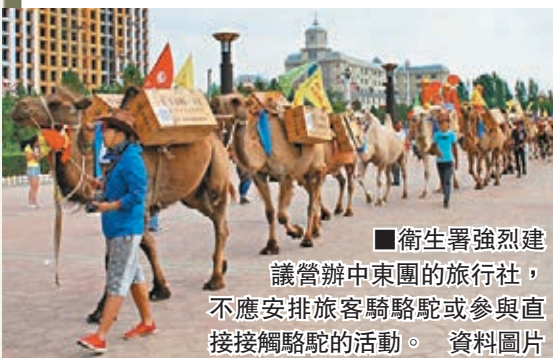 ■衞生署強烈建
議營辦中東團的旅行社，
不應安排旅客騎駱駝或參與直
接接觸駱駝的活動。 資料圖片